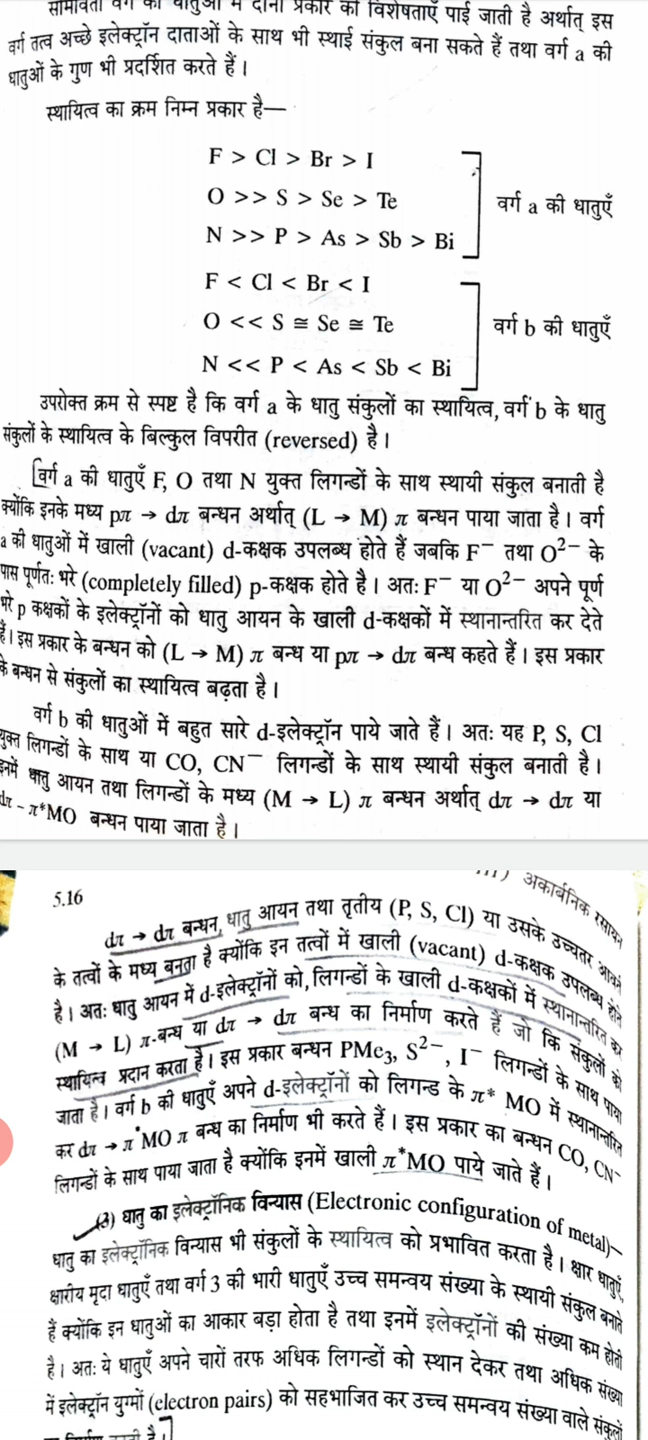 सीमावर्ती वर्ग की धातुओं में दोनों प्रकार की विशेषताएँ पाई जाती है अर्थात् इस
वर्ग तत्व अच्छे इलेक्ट्रॉन दाताओं के साथ भी स्थाई संकुल बना सकते हैं तथा वर्ग a की
धातुओं के गुण भी प्रदर्शित करते हैं।
स्थायित्व का क्रम निम्न प्रकार है—
F > Cl > Br > I
O >> S > Se > Te
N >> P > As > Sb > Bi
वर्ग a की धातुएँ
F < Cl < Br < I
O << S ≅ Se ≅ Te
N << P < As < Sb < Bi
वर्ग b की धातुएँ
उपरोक्त क्रम से स्पष्ट है कि वर्ग a के धातु संकुलों का स्थायित्व, वर्ग b के धातु
संकुलों के स्थायित्व के बिल्कुल विपरीत (reversed) है।
वर्ग a की धातुएँ F, O तथा N युक्त लिगन्डों के साथ स्थायी संकुल बनाती है
क्योंकि इनके मध्य pπ → dπ बन्धन अर्थात् (L → M) π बन्धन पाया जाता है। वर्ग
a की धातुओं में खाली (vacant) d-कक्षक उपलब्ध होते हैं जबकि F⁻ तथा O²⁻ के
पास पूर्णतः भरे (completely filled) p-कक्षक होते है। अतः F⁻ या O²⁻ अपने पूर्ण
भरे p कक्षकों के इलेक्ट्रॉनों को धातु आयन के खाली d-कक्षकों में स्थानान्तरित कर देते
हैं। इस प्रकार के बन्धन को (L → M) π बन्ध या pπ → dπ बन्ध कहते हैं। इस प्रकार
के बन्धन से संकुलों का स्थायित्व बढ़ता है।
वर्ग b की धातुओं में बहुत सारे d-इलेक्ट्रॉन पाये जाते हैं। अतः यह P, S, Cl
युक्त लिगन्डों के साथ या CO, CN⁻ लिगन्डों के साथ स्थायी संकुल बनाती है।
इनमें धातु आयन तथा लिगन्डों के मध्य (M → L) π बन्धन अर्थात् dπ → dπ या
dπ – π*MO बन्धन पाया जाता है।
5.16
अकार्बनिक रसायन
dπ → dπ बन्धन, धातु आयन तथा तृतीय (P, S, Cl) या उसके उच्चतर आवर्त
के तत्वों के मध्य बनता है क्योंकि इन तत्वों में खाली (vacant) d-कक्षक उपलब्ध होते
है। अतः धातु आयन में d-इलेक्ट्रॉनों को, लिगन्डों के खाली d-कक्षकों में स्थानान्तरित कर
(M → L) π-बन्ध या dπ → dπ बन्ध का निर्माण करते हैं जो कि संकुलों को
स्थायित्व प्रदान करता है। इस प्रकार बन्धन PMe₃, S²⁻, I⁻ लिगन्डों के साथ पाया
जाता है। वर्ग b की धातुएँ अपने d-इलेक्ट्रॉनों को लिगन्ड के π* MO में स्थानान्तरित
कर dπ → π*MO π बन्ध का निर्माण भी करते हैं। इस प्रकार का बन्धन CO, CN⁻
लिगन्डों के साथ पाया जाता है क्योंकि इनमें खाली π*MO पाये जाते हैं।
(3) धातु का इलेक्ट्रॉनिक विन्यास (Electronic configuration of metal)—
धातु का इलेक्ट्रॉनिक विन्यास भी संकुलों के स्थायित्व को प्रभावित करता है। क्षार धातुएँ,
क्षारीय मृदा धातुएँ तथा वर्ग 3 की भारी धातुएँ उच्च समन्वय संख्या के स्थायी संकुल बनाते
हैं क्योंकि इन धातुओं का आकार बड़ा होता है तथा इनमें इलेक्ट्रॉनों की संख्या कम होती
है। अतः ये धातुएँ अपने चारों तरफ अधिक लिगन्डों को स्थान देकर तथा अधिक संख्या
में इलेक्ट्रॉन युग्मों (electron pairs) को सहभाजित कर उच्च समन्वय संख्या वाले संकुलों